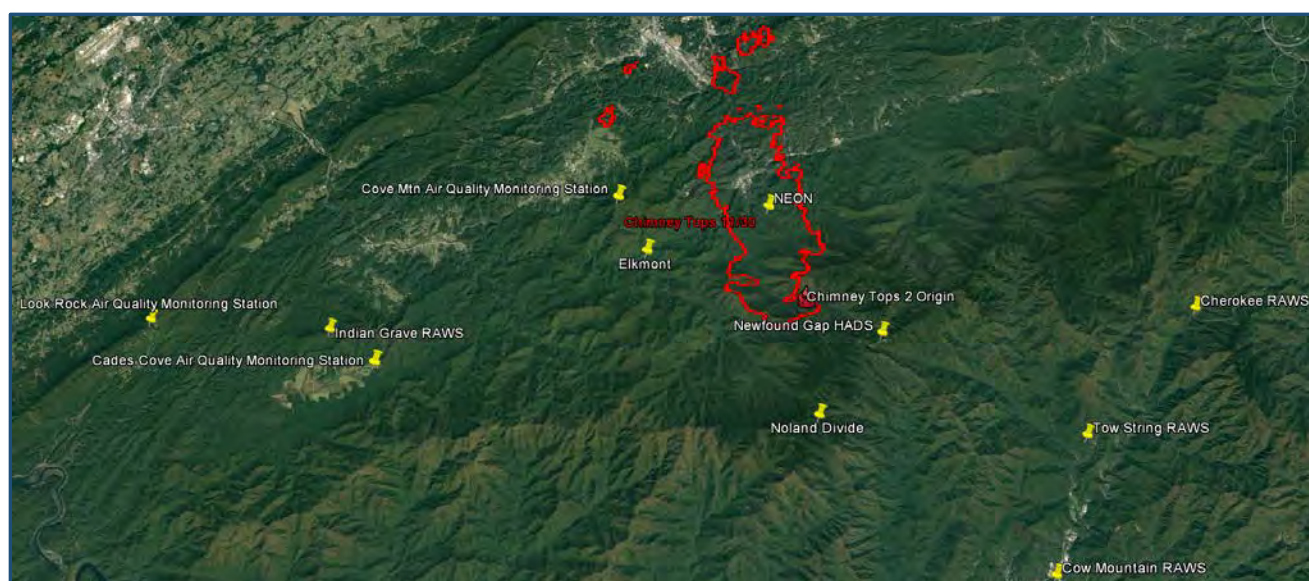 Cove Mtn Air Quality Monitoring Station
NEON
Chimney Tops 11/30
Elkmont
Look Rock Air Quality Monitoring Station
Chimney Tops 2 Origin
Cherokee RAWS
Indian Grave RAWS
Newfound Gap HADS
Cades Cove Air Quality Monitoring Station
Noland Divide
Tow String RAWS
Cow Mountain RAWS